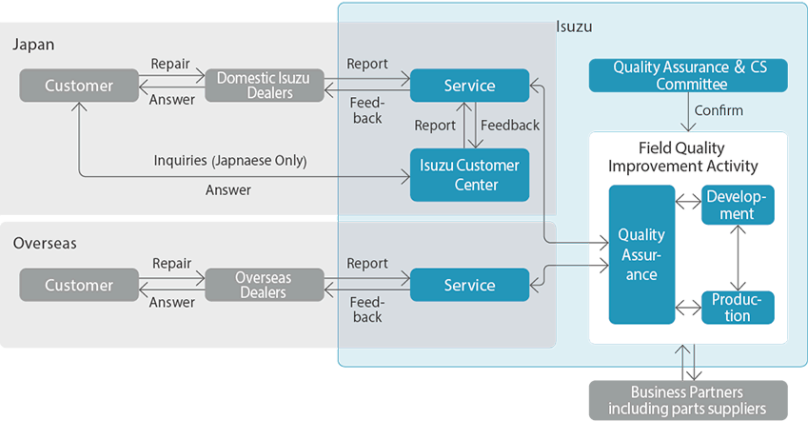 Isuzu
Japan
Customer
Repair
Answer
Domestic Isuzu
Dealers
Report
Feed-
back
Service
Report
Feedback
Inquiries (Japnaese Only)
Answer
Isuzu Customer
Center
Overseas
Customer
Repair
Answer
Overseas
Dealers
Report
Feed-
back
Service
Quality Assurance & CS
Committee
Confirm
Field Quality
Improvement Activity
Quality
Assur-
ance
Develop-
ment
Produc-
tion
Business Partners
including parts suppliers